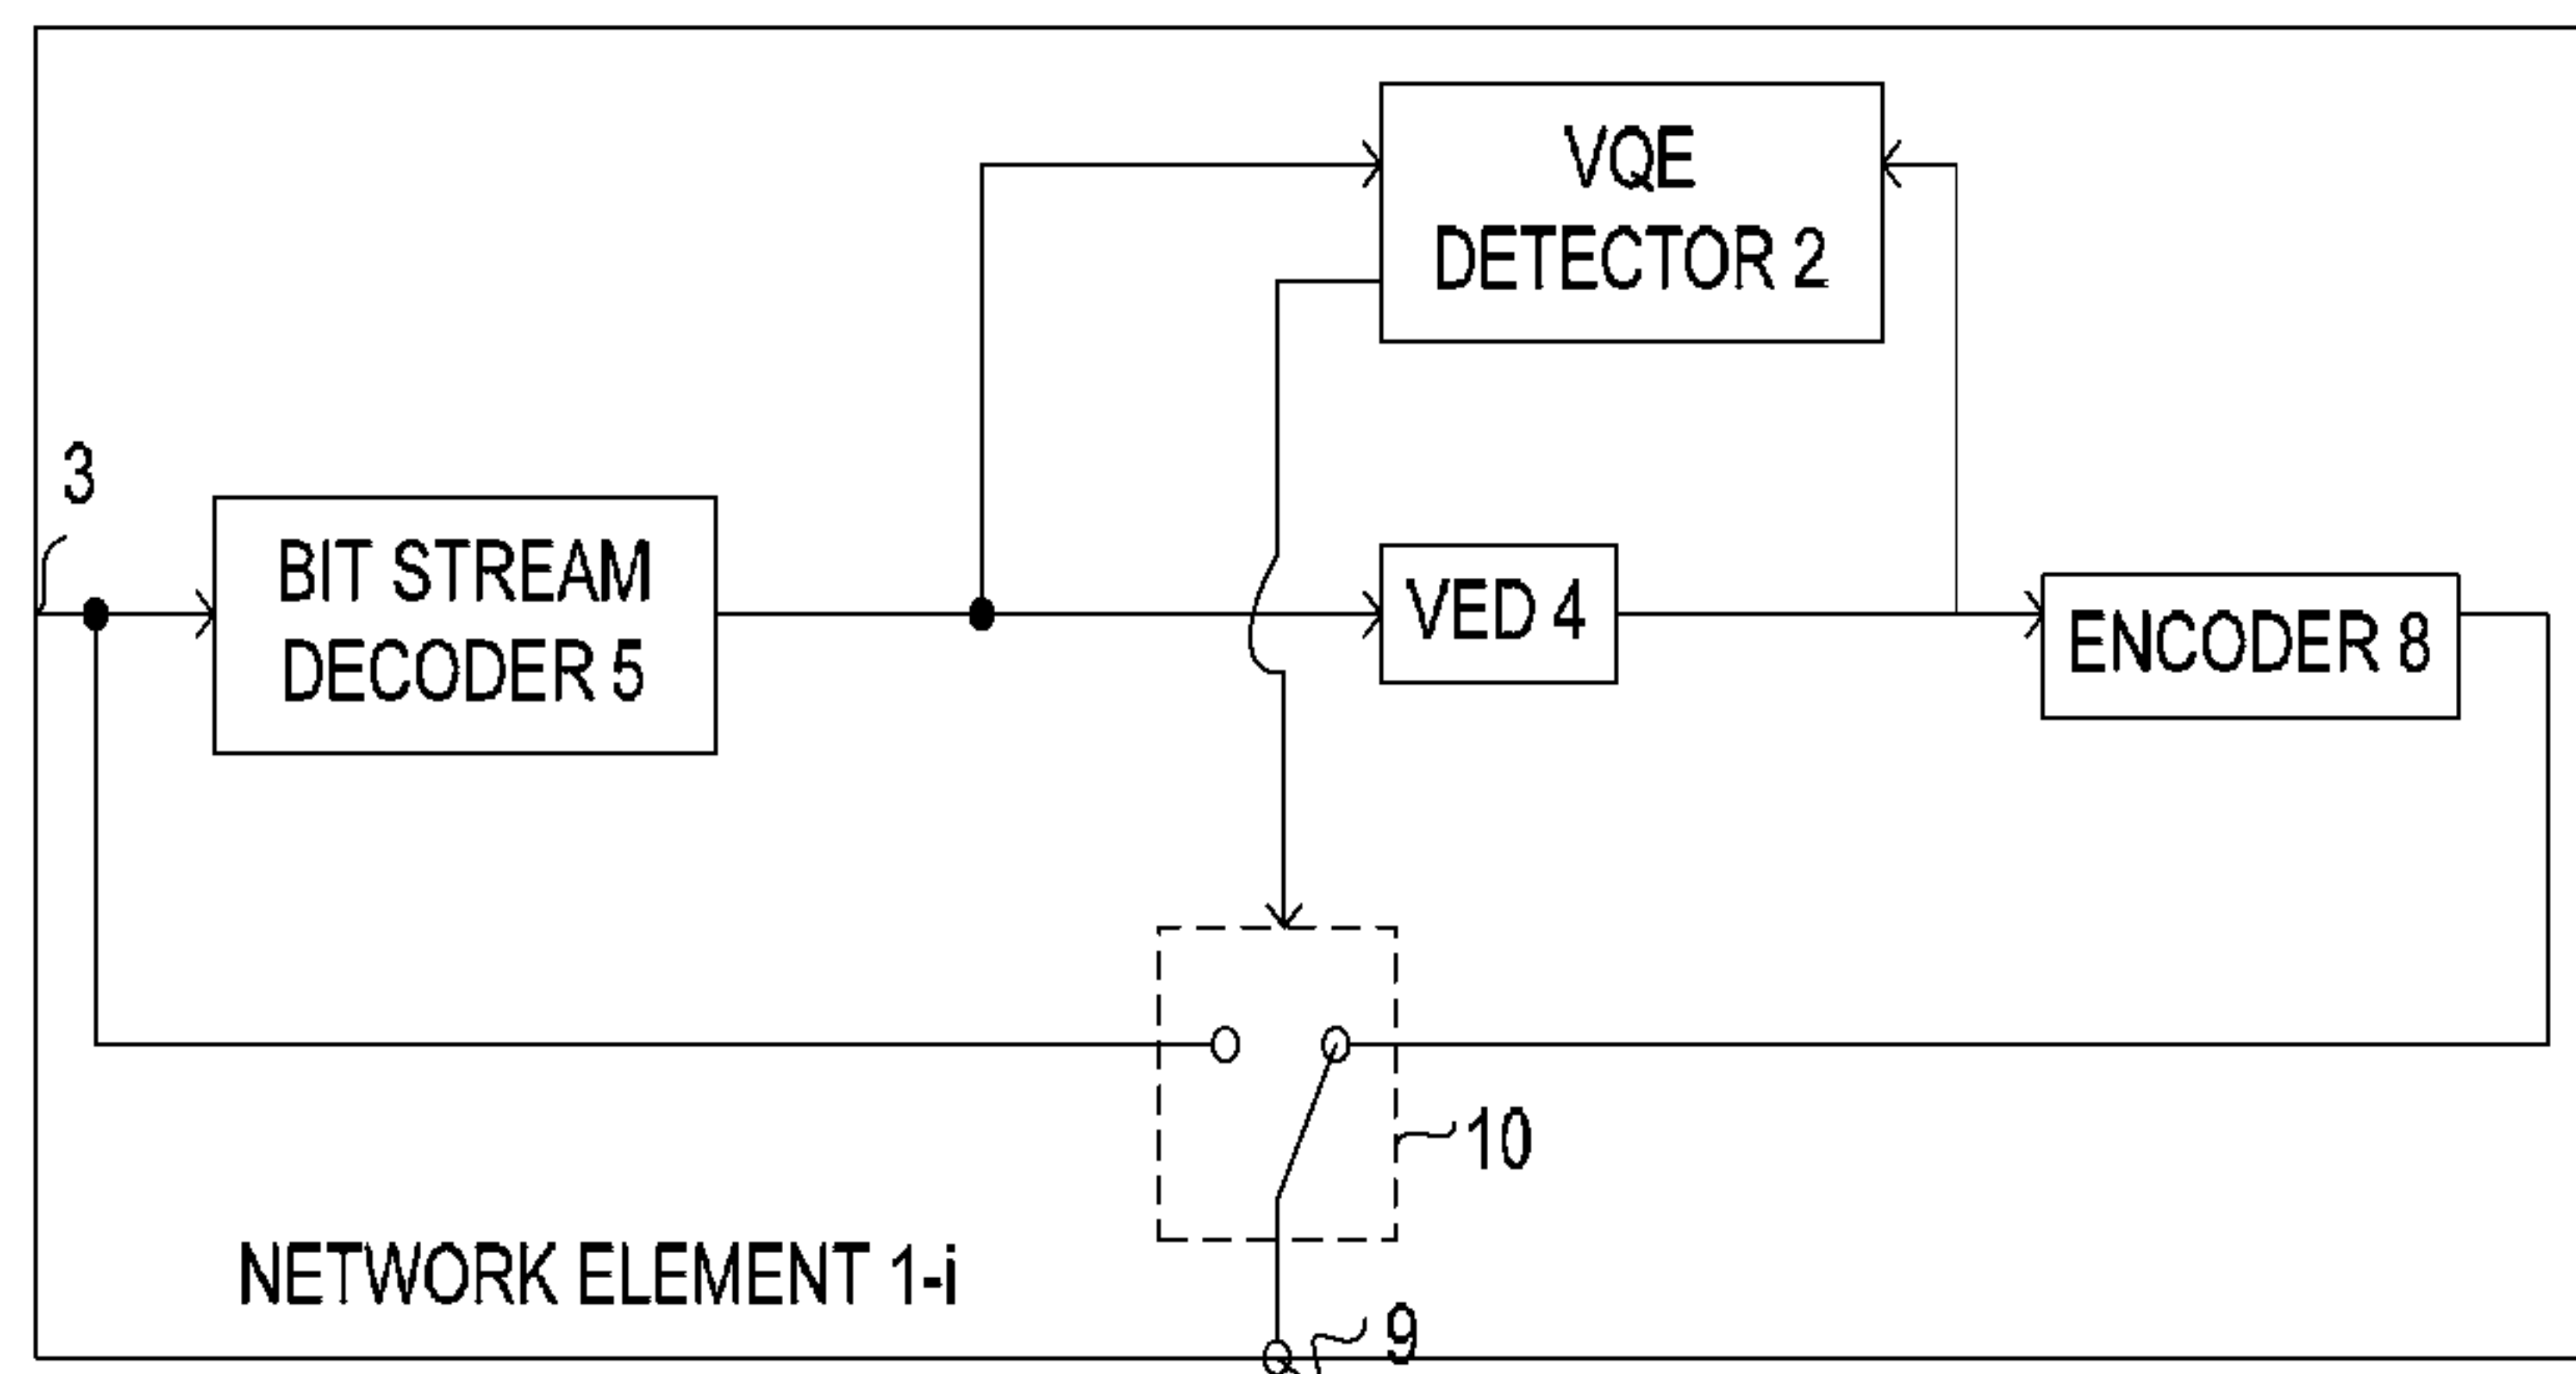 VQE
DETECTOR 2
3
BIT STREAM
DECODER 5
VED 4
ENCODER 8
10
NETWORK ELEMENT 1-i
9